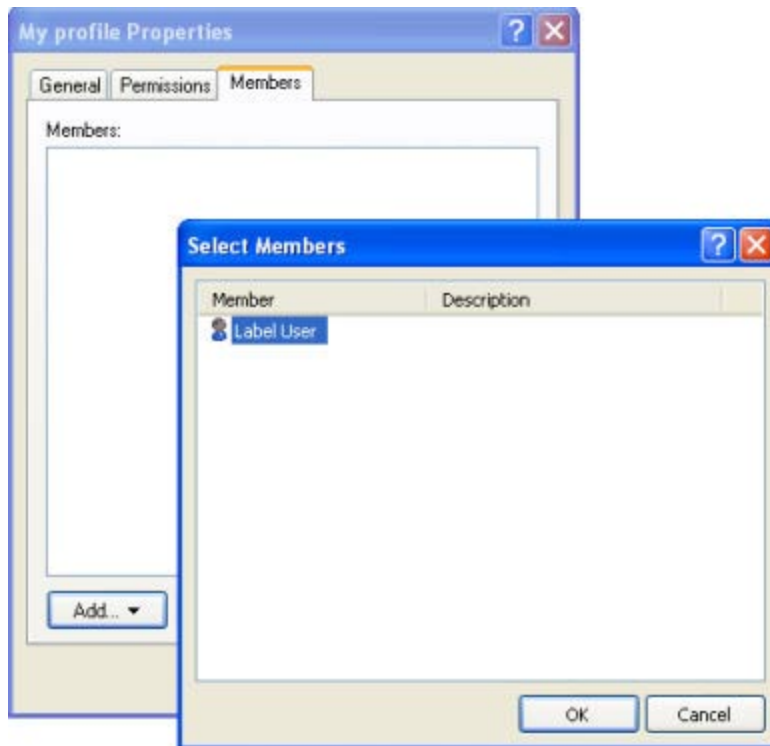 My profile Properties
General Permissions Members
Members:
Select Members
Member Description
Label User
Add...
OK Cancel